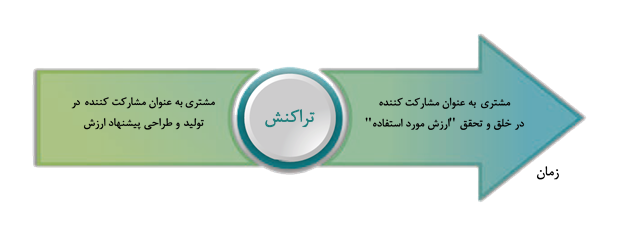 مشتری به عنوان مشارکت کننده در
تولید و طراحی پیشنهاد ارزش
تراکنش
مشتری به عنوان مشارکت کننده
در خلق و تحقق "ارزش مورد استفاده"
زمان